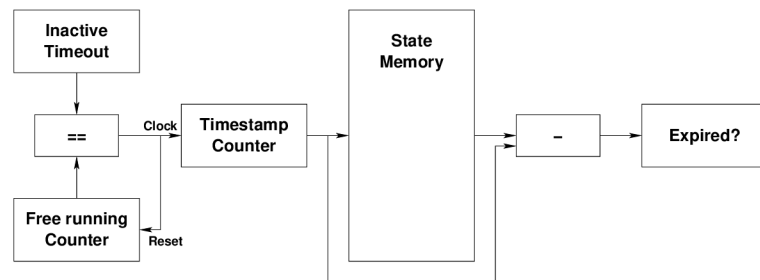 Inactive
Timeout
==
Clock
Timestamp
Counter
State
Memory
–
Expired?
Free running
Counter
Reset